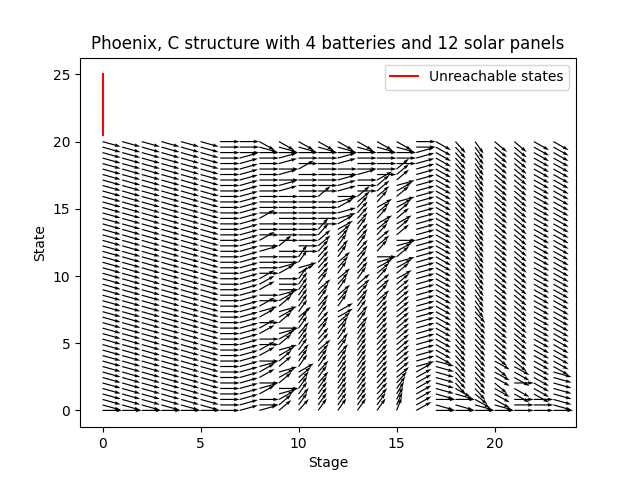 Phoenix, C structure with 4 batteries and 12 solar panels
Unreachable states
25
20
15
10
5
0
State
0 5 10 15 20
Stage